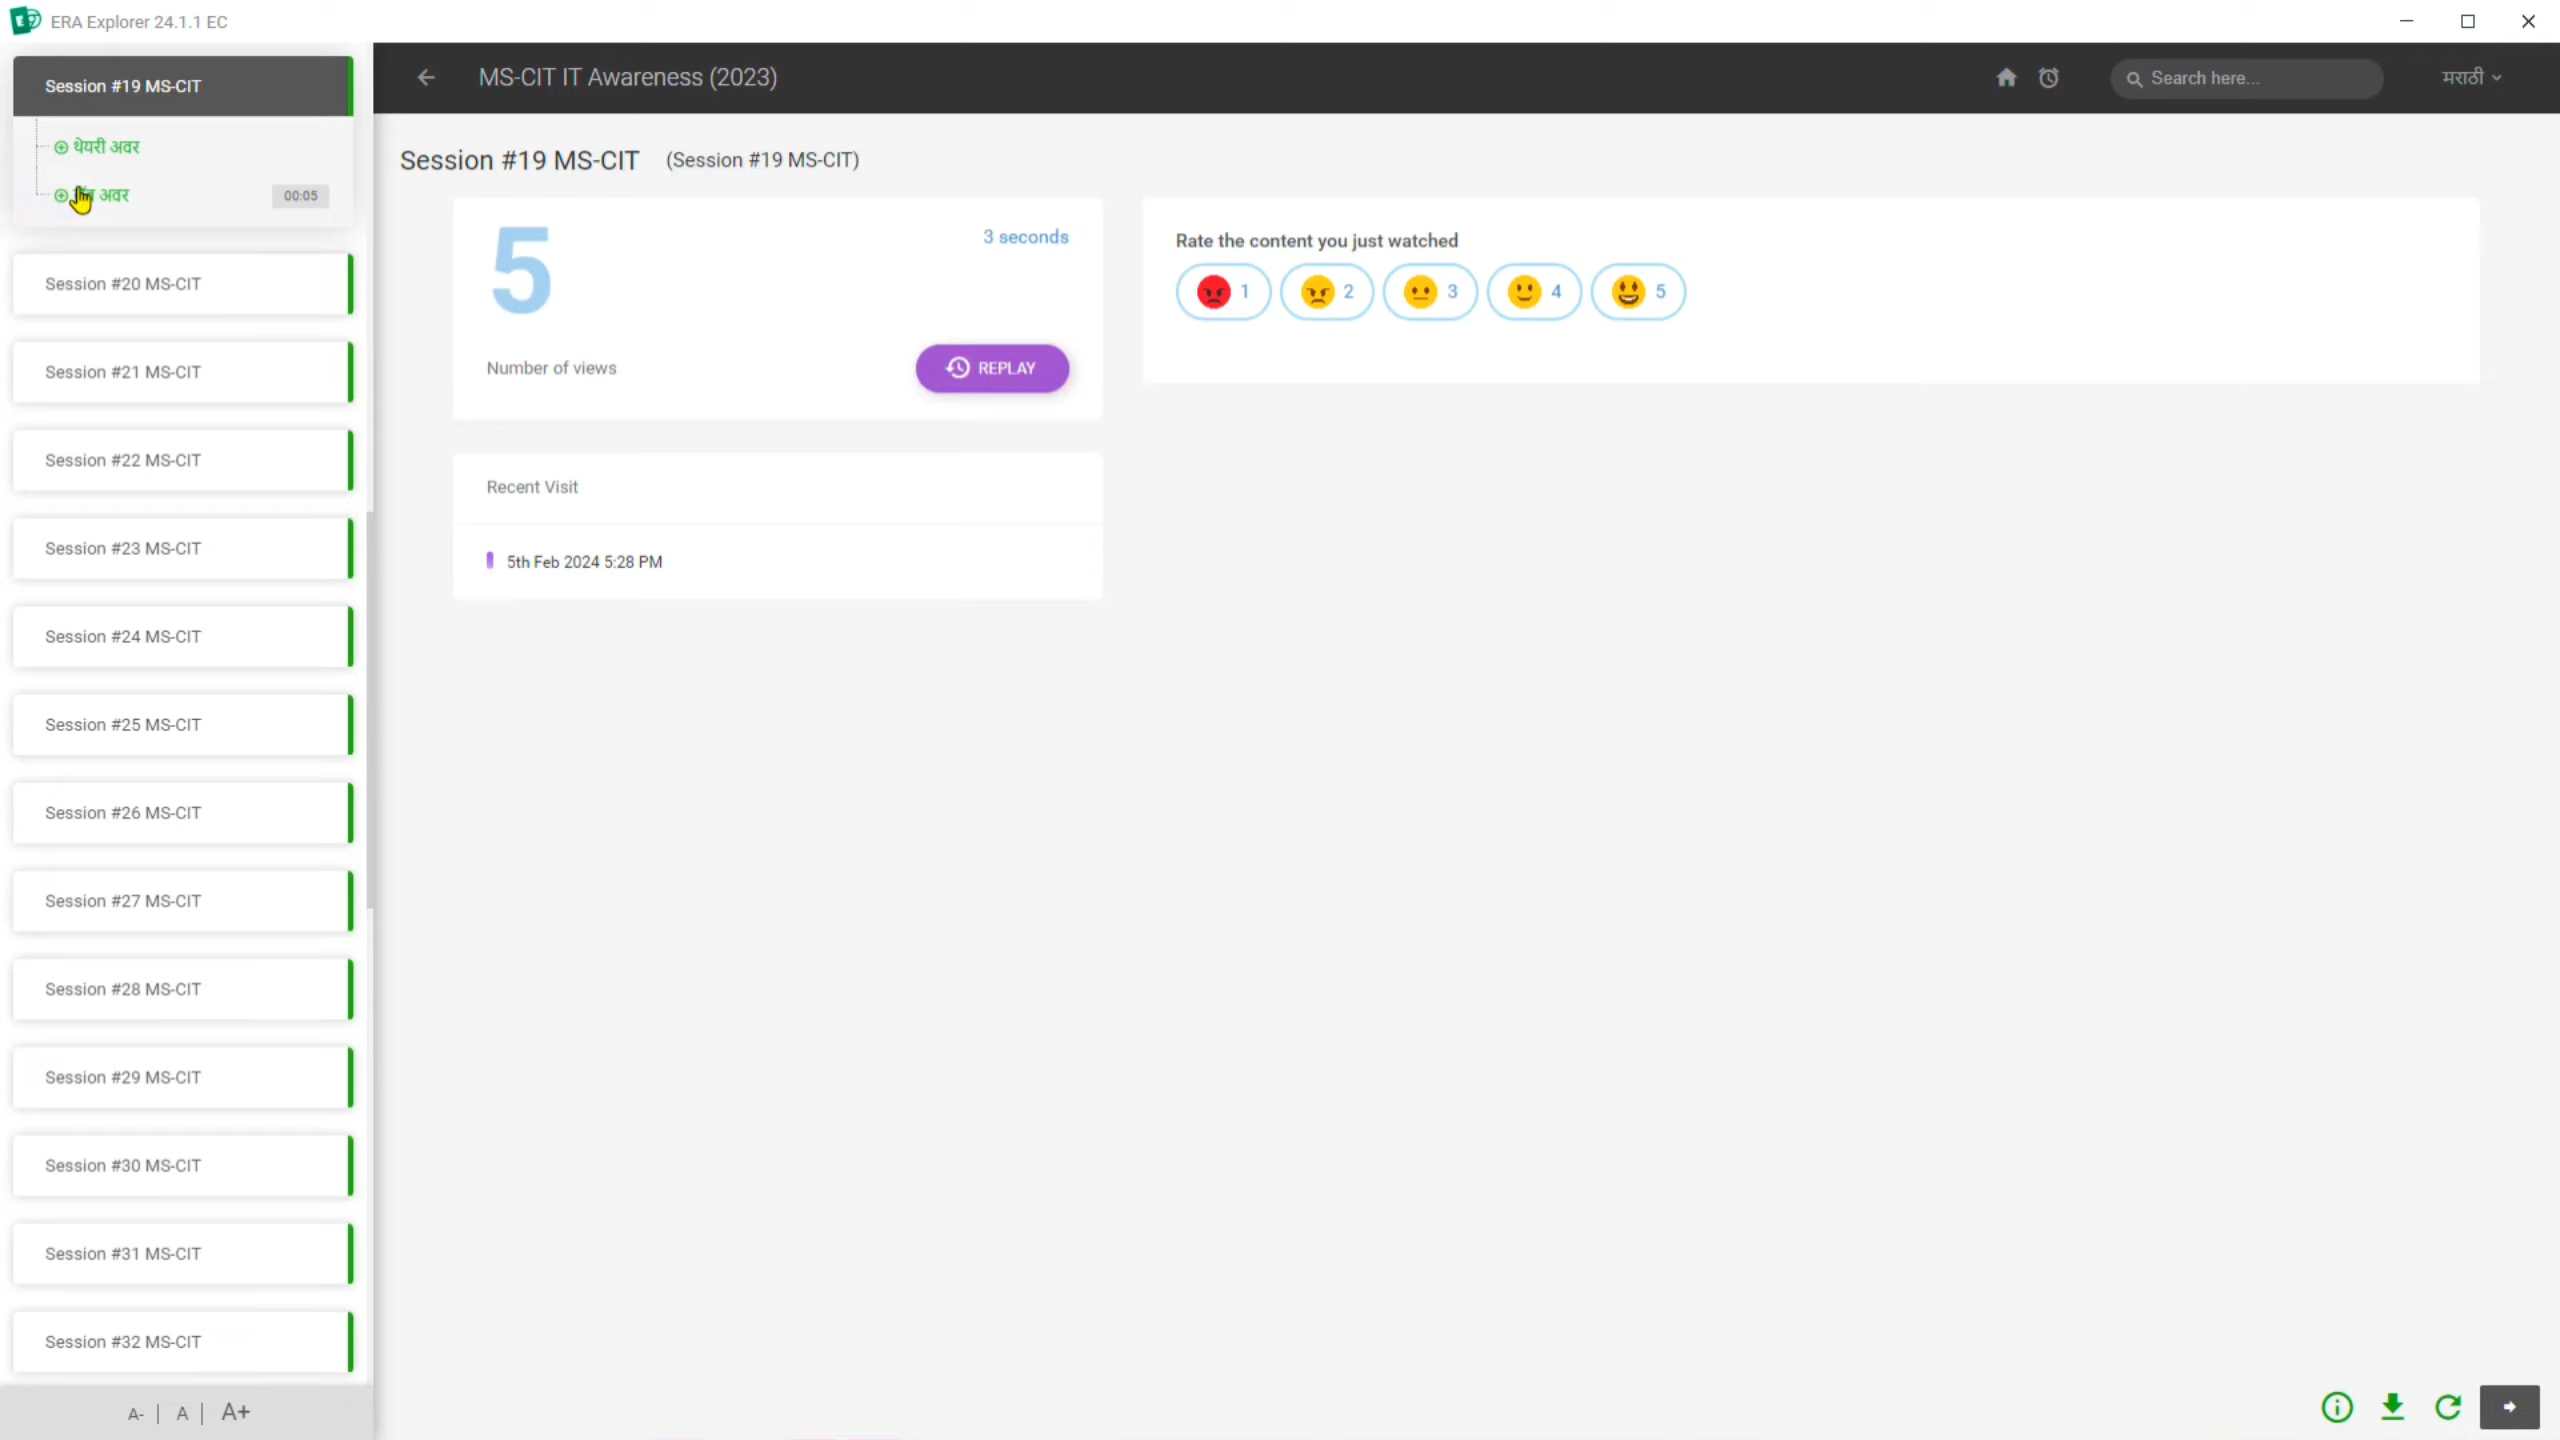 ERA Explorer 24.1.1 EC
Session #19 MS-CIT
थेयरी अवर
अवर
00:05
Session #20 MS-CIT
Session #21 MS-CIT
Session #22 MS-CIT
Session #23 MS-CIT
Session #24 MS-CIT
Session #25 MS-CIT
Session #26 MS-CIT
Session #27 MS-CIT
Session #28 MS-CIT
Session #29 MS-CIT
Session #30 MS-CIT
Session #31 MS-CIT
Session #32 MS-CIT
A- | A | A+
MS-CIT IT Awareness (2023)
Search here...
मराठी
Session #19 MS-CIT (Session #19 MS-CIT)
5
3 seconds
Number of views
REPLAY
Rate the content you just watched
1 2 3 4 5
Recent Visit
5th Feb 2024 5:28 PM